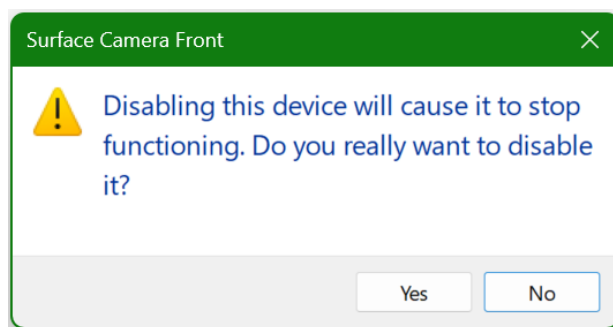 Surface Camera Front
Disabling this device will cause it to stop
functioning. Do you really want to disable
it?
Yes
No